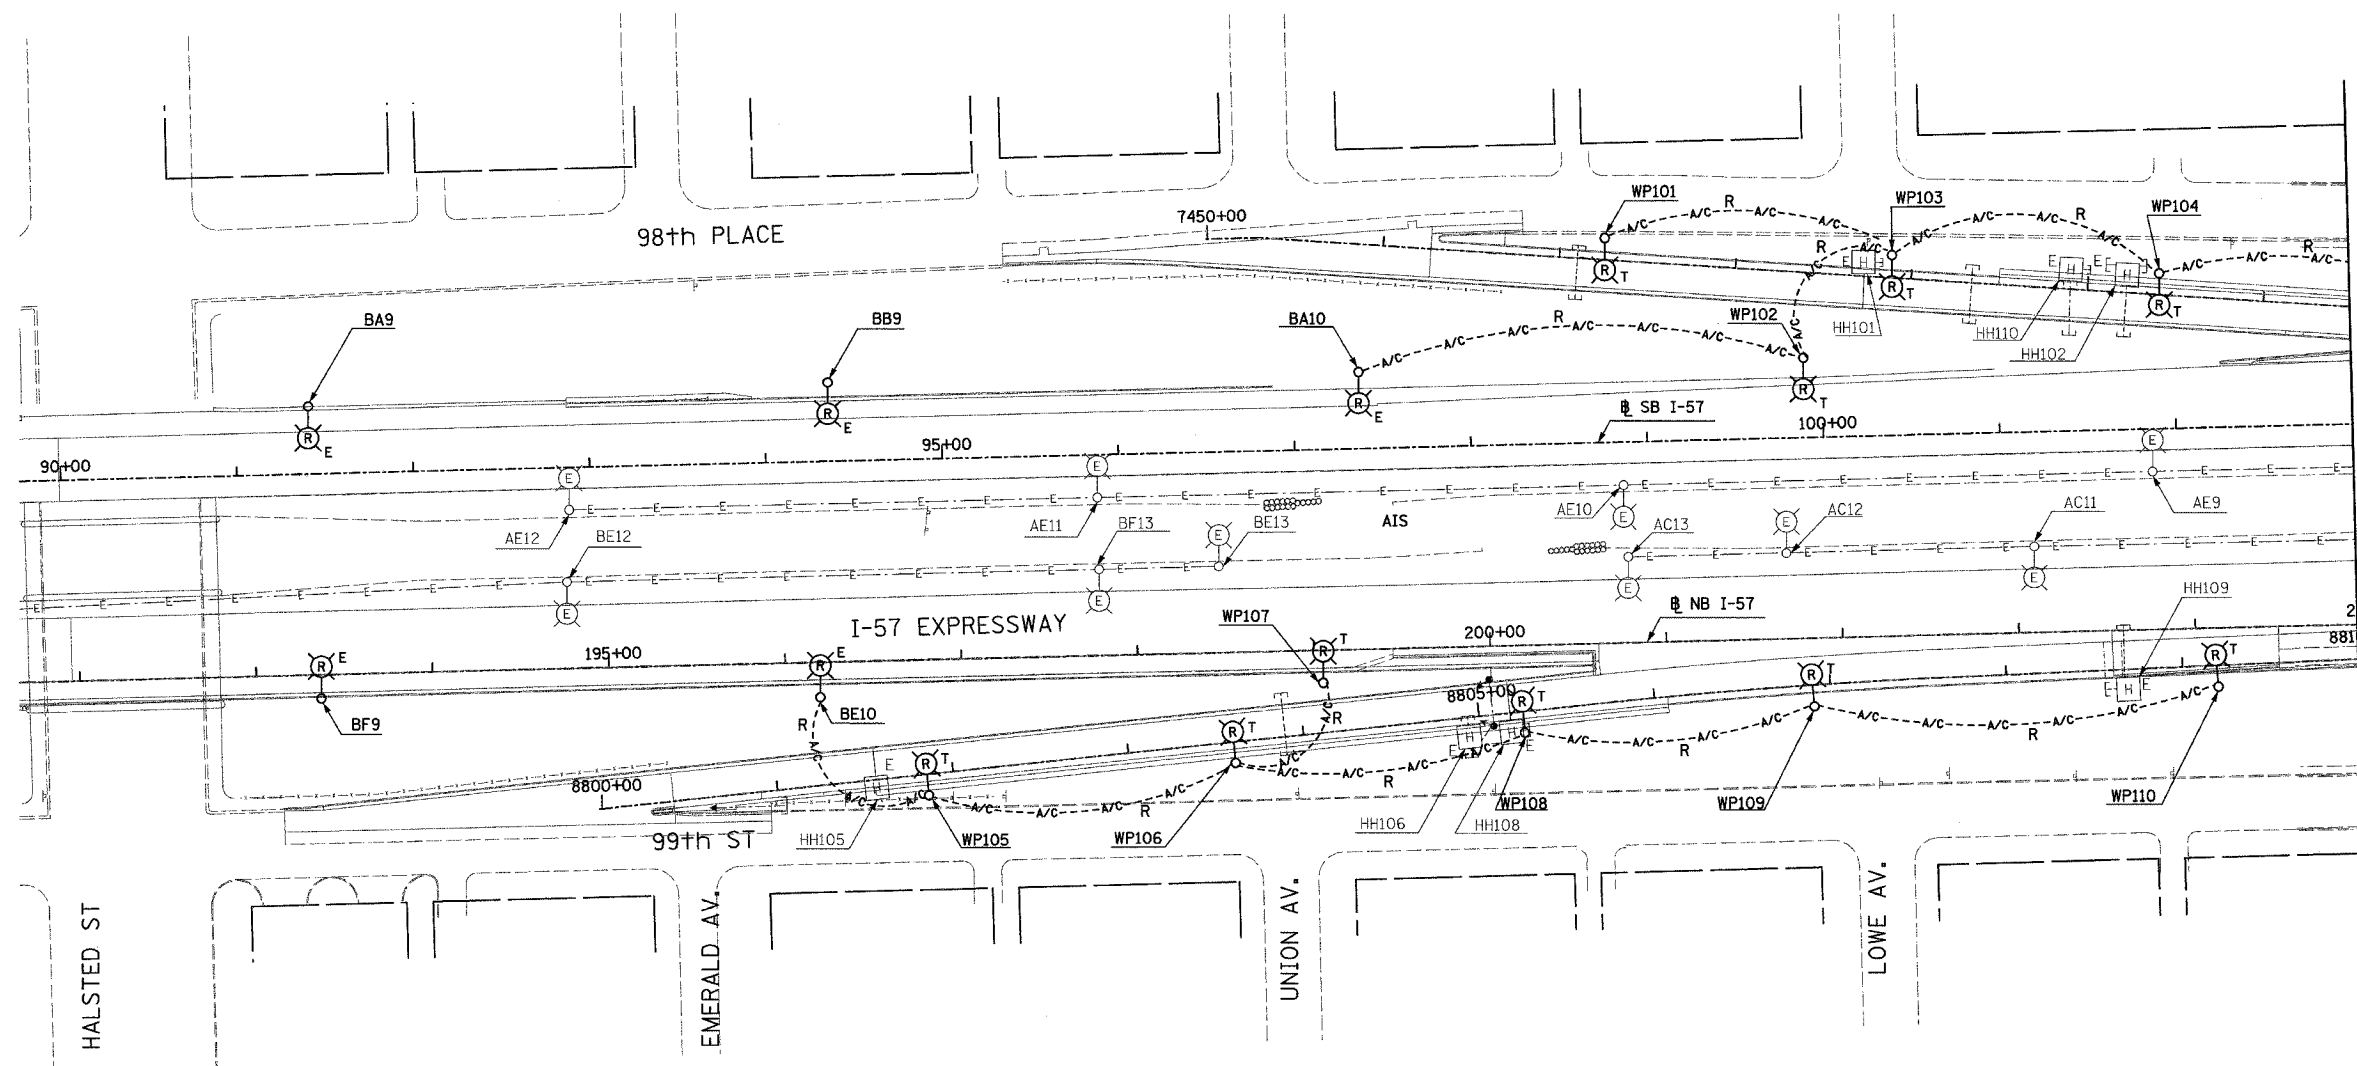 WP101
R
A/C A/C A/C A/C
WP103
R
A/C A/C A/C A/C
WP104
R
A/C A/C A/C
7450+00
98th PLACE
R
A/C
A/C
A/C
E H
E H E
E H
R T
R T
R T
BA9
BB9
BA10
R
A/C A/C A/C A/C A/C A/C
WP102
HH101
HH110
HH102
R E
R E
R E
R T
SB I-57
90+00
95+00
100+00
E
E
E
E E E E E E E E E E E E E E E E E E E E E E E E E E
AE12
AE11
AIS
AE10
E
AE9
BE12
BF13
BE13
E
AC13
E
AC12
AC11
E E E E E E E E E E E E E E E E E E E E E E E E E E E E E
E
E
E
E
HH109
I-57 EXPRESSWAY
WP107
NB I-57
195+00
200+00
881
R E
R E
R T
R T
R T
BF9
BE10
8805+00
R
A/C
R
A/C
R T
R T
R T
E H E
E H
H E
E H
8800+00
A/C A/C
A/C A/C A/C A/C R
A/C A/C
A/C A/C A/C A/C
R
A/C A/C A/C A/C
R
A/C A/C A/C A/C A/C
R
99th ST
HH105
WP105
WP106
HH106
HH108
WP108
WP109
WP110
HALSTED ST
EMERALD AV.
UNION AV.
LOWE AV.